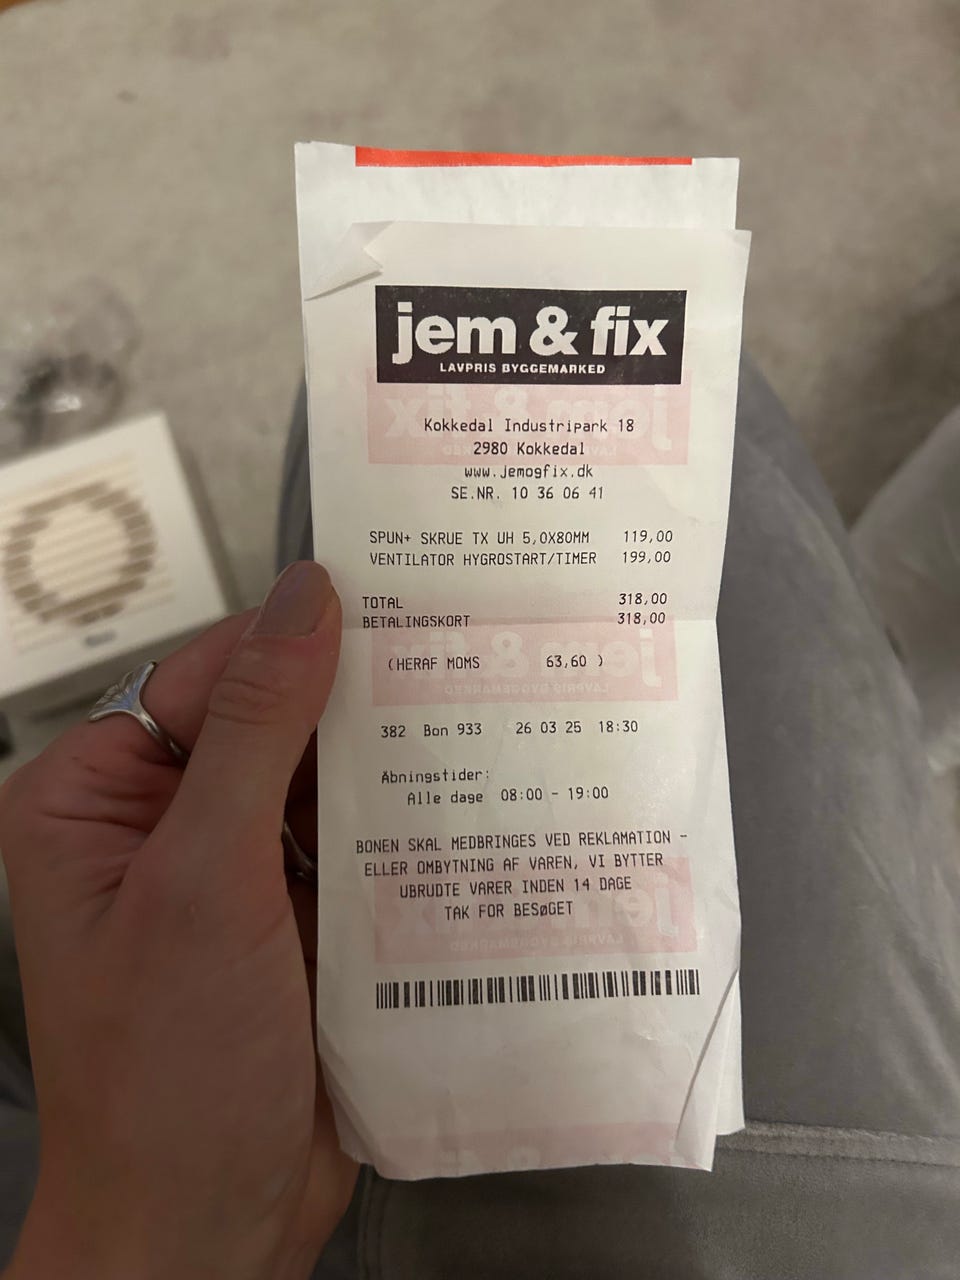 jem & fix
LAVPRIS BYGGEMARKED
Kokkedal Industripark 18
2980 Kokkedal
www.jemogfix.dk
SE.NR. 10 36 06 41
SPUN+ SKRUE TX UH 5,0X80MM 119,00
VENTILATOR HYGROSTART/TIMER 199,00
TOTAL 318,00
BETALINGSKORT 318,00
(HERAF MOMS 63,60 )
382 Bon 933 26 03 25 18:30
Åbningstider:
Alle dage 08:00 - 19:00
BONEN SKAL MEDBRINGES VED REKLAMATION -
ELLER OMBYTNING AF VAREN, VI BYTTER
UBRUDTE VARER INDEN 14 DAGE
TAK FOR BESØGET